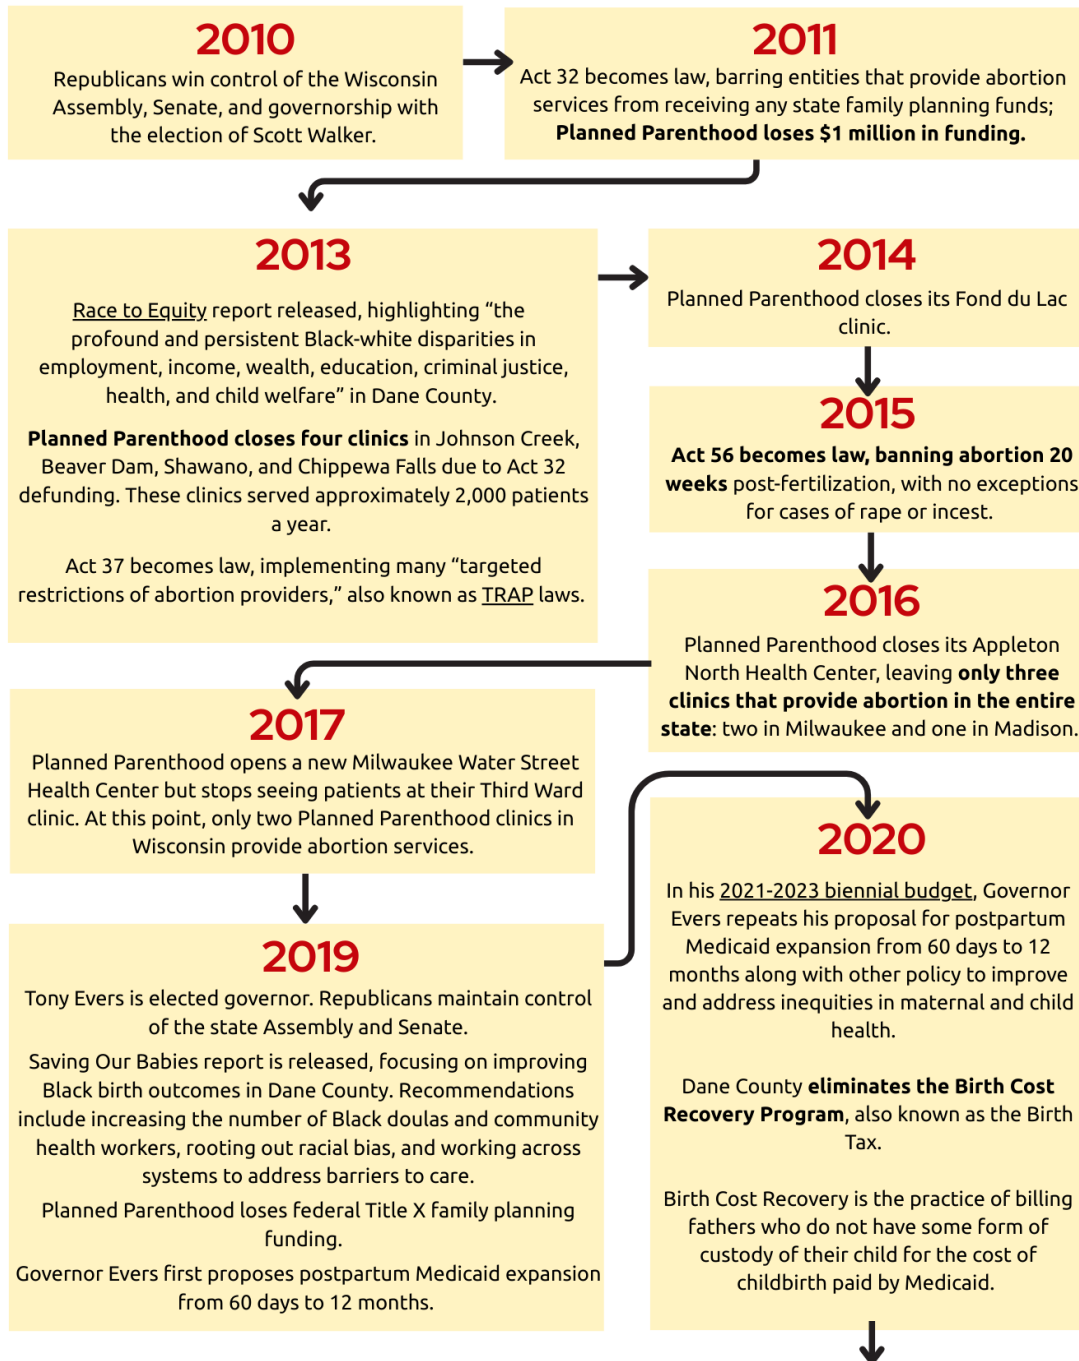 2010
Republicans win control of the Wisconsin
Assembly, Senate, and governorship with
the election of Scott Walker.
2011
Act 32 becomes law, barring entities that provide abortion
services from receiving any state family planning funds;
Planned Parenthood loses $1 million in funding.
2013
Race to Equity report released, highlighting “the
profound and persistent Black-white disparities in
employment, income, wealth, education, criminal justice,
health, and child welfare” in Dane County.
Planned Parenthood closes four clinics in Johnson Creek,
Beaver Dam, Shawano, and Chippewa Falls due to Act 32
defunding. These clinics served approximately 2,000 patients
a year.
Act 37 becomes law, implementing many “targeted
restrictions of abortion providers,” also known as TRAP laws.
2014
Planned Parenthood closes its Fond du Lac
clinic.
2015
Act 56 becomes law, banning abortion 20
weeks post-fertilization, with no exceptions
for cases of rape or incest.
2016
Planned Parenthood closes its Appleton
North Health Center, leaving only three
clinics that provide abortion in the entire
state: two in Milwaukee and one in Madison.
2017
Planned Parenthood opens a new Milwaukee Water Street
Health Center but stops seeing patients at their Third Ward
clinic. At this point, only two Planned Parenthood clinics in
Wisconsin provide abortion services.
2019
Tony Evers is elected governor. Republicans maintain control
of the state Assembly and Senate.
Saving Our Babies report is released, focusing on improving
Black birth outcomes in Dane County. Recommendations
include increasing the number of Black doulas and community
health workers, rooting out racial bias, and working across
systems to address barriers to care.
Planned Parenthood loses federal Title X family planning
funding.
Governor Evers first proposes postpartum Medicaid expansion
from 60 days to 12 months.
2020
In his 2021-2023 biennial budget, Governor
Evers repeats his proposal for postpartum
Medicaid expansion from 60 days to 12
months along with other policy to improve
and address inequities in maternal and child
health.
Dane County eliminates the Birth Cost
Recovery Program, also known as the Birth
Tax.
Birth Cost Recovery is the practice of billing
fathers who do not have some form of
custody of their child for the cost of
childbirth paid by Medicaid.